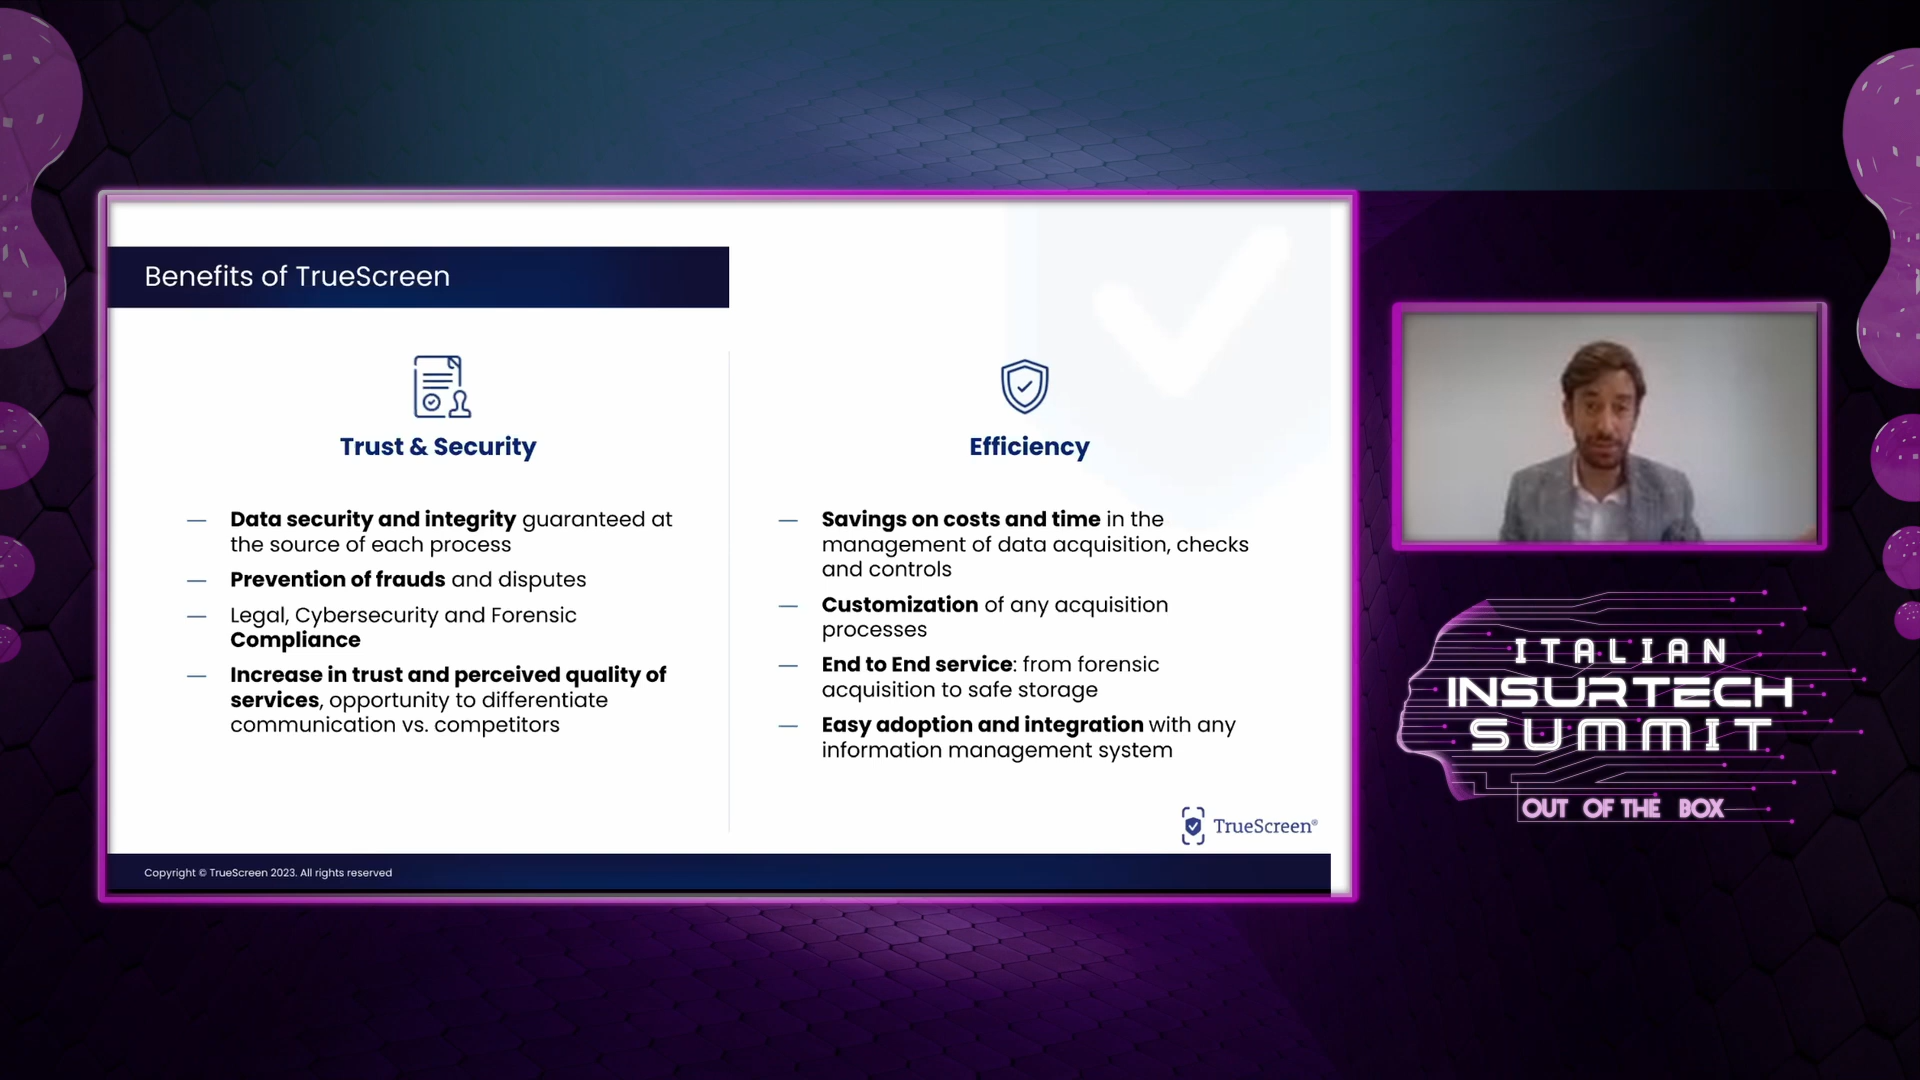 Benefits of TrueScreen
Trust & Security
— Data security and integrity guaranteed at
the source of each process
— Prevention of frauds and disputes
— Legal, Cybersecurity and Forensic
Compliance
— Increase in trust and perceived quality of
services, opportunity to differentiate
communication vs. competitors
Efficiency
— Savings on costs and time in the
management of data acquisition, checks
and controls
— Customization of any acquisition
processes
— End to End service: from forensic
acquisition to safe storage
— Easy adoption and integration with any
information management system
TrueScreen®
Copyright © TrueScreen 2023. All rights reserved
ITALIAN
INSURTECH
SUMMIT
OUT OF THE BOX